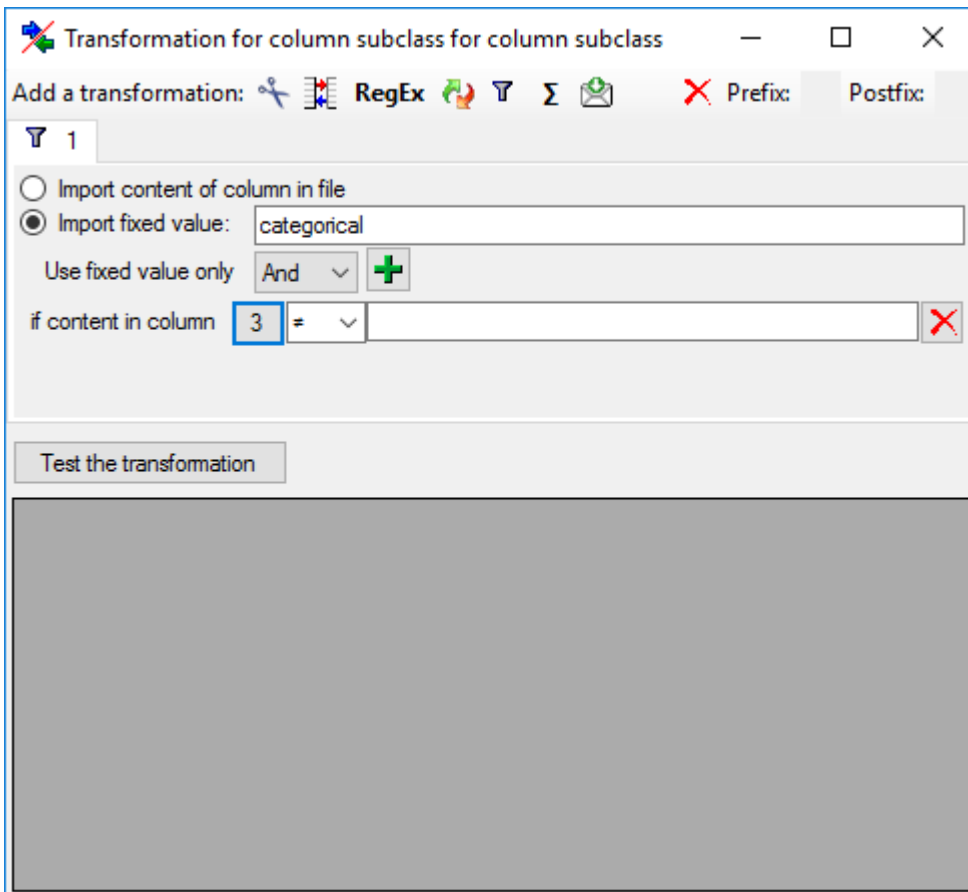 Transformation for column subclass for column subclass
Add a transformation: RegEx Σ Prefix: Postfix:
1
Import content of column in file
Import fixed value: categorical
Use fixed value only And
if content in column 3 ≠
Test the transformation